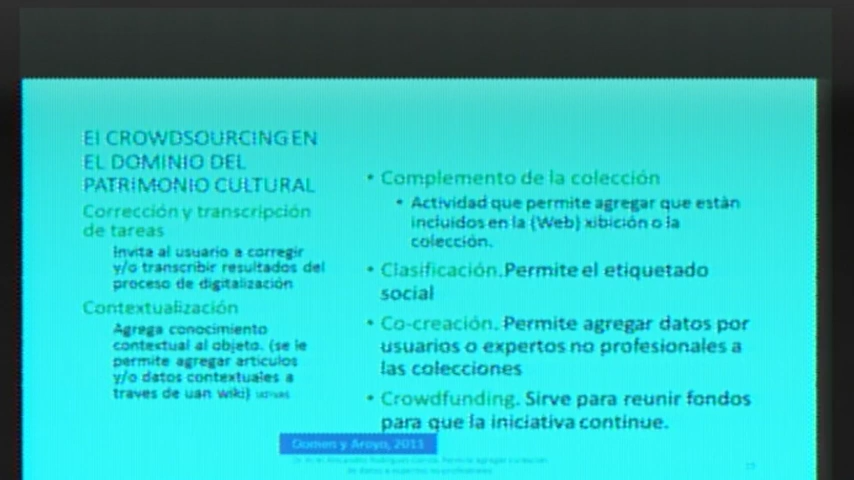 El CROWDSOURCING EN
EL DOMINIO DEL
PATRIMONIO CULTURAL
Corrección y transcripción
de tareas
Invita al usuario a corregir
y/o transcribir resultados del
proceso de digitalización
Contextualización
Agrega conocimiento
contextual al objeto. (se le
permite agregar articulos
y/o datos contextuales a
traves de uan wiki)
• Complemento de la colección
• Actividad que permite agregar que están
incluidos en la (Web) xibición o la
colección.
• Clasificación.Permite el etiquetado
social
• Co-creación. Permite agregar datos por
usuarios o expertos no profesionales a
las colecciones
• Crowdfunding. Sirve para reunir fondos
para que la iniciativa continue.
y Aroyo, 2011